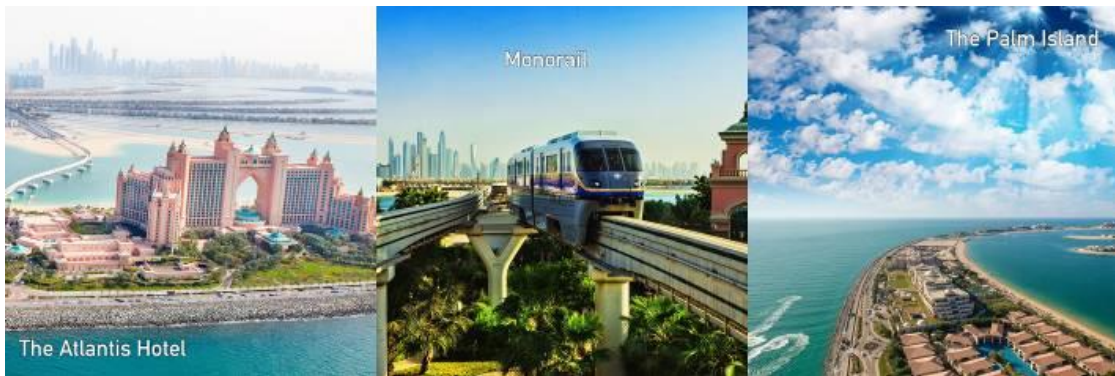 The Atlantis Hotel
Monorail
The Palm Island